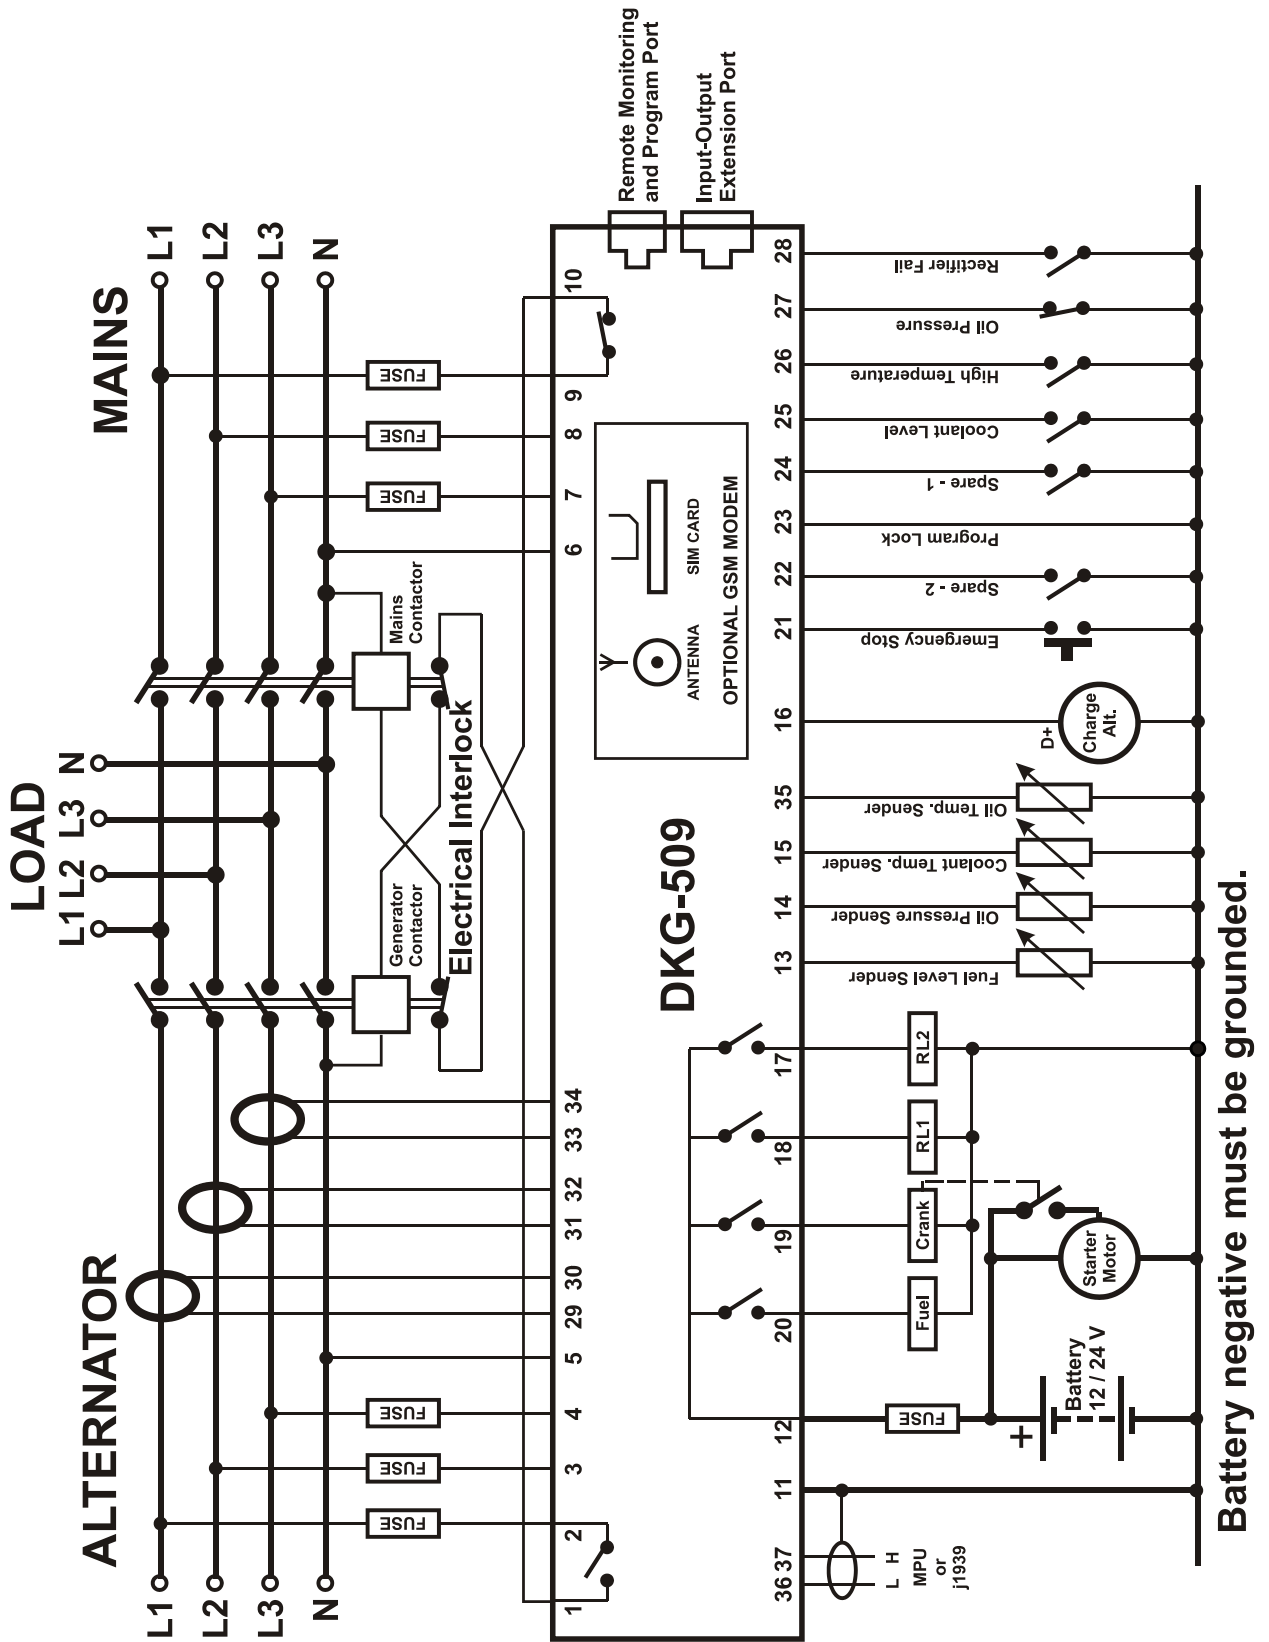 ALTERNATOR
LOAD
MAINS
L1
L2
L3
N
L1
L2
L3
N
L1
L2
L3
N
FUSE
FUSE
FUSE
FUSE
FUSE
FUSE
Generator
Contactor
Mains
Contactor
Electrical Interlock
1
2
3
4
5
29
30
31
32
33
34
6
7
8
9
10
Remote Monitoring
and Program Port
Input-Output
Extension Port
DKG-509
ANTENNA
SIM CARD
OPTIONAL GSM MODEM
36
37
11
12
20
19
18
17
13
14
15
35
16
21
22
23
24
25
26
27
28
L
H
MPU
or
j1939
FUSE
Fuel
Crank
RL1
RL2
+
Battery
12 / 24 V
Starter
Motor
Fuel Level Sender
Oil Pressure Sender
Coolant Temp. Sender
Oil Temp. Sender
D+
Charge
Alt.
Emergency Stop
Spare - 2
Program Lock
Spare - 1
Coolant Level
High Temperature
Oil Pressure
Rectifier Fail
Battery negative must be grounded.